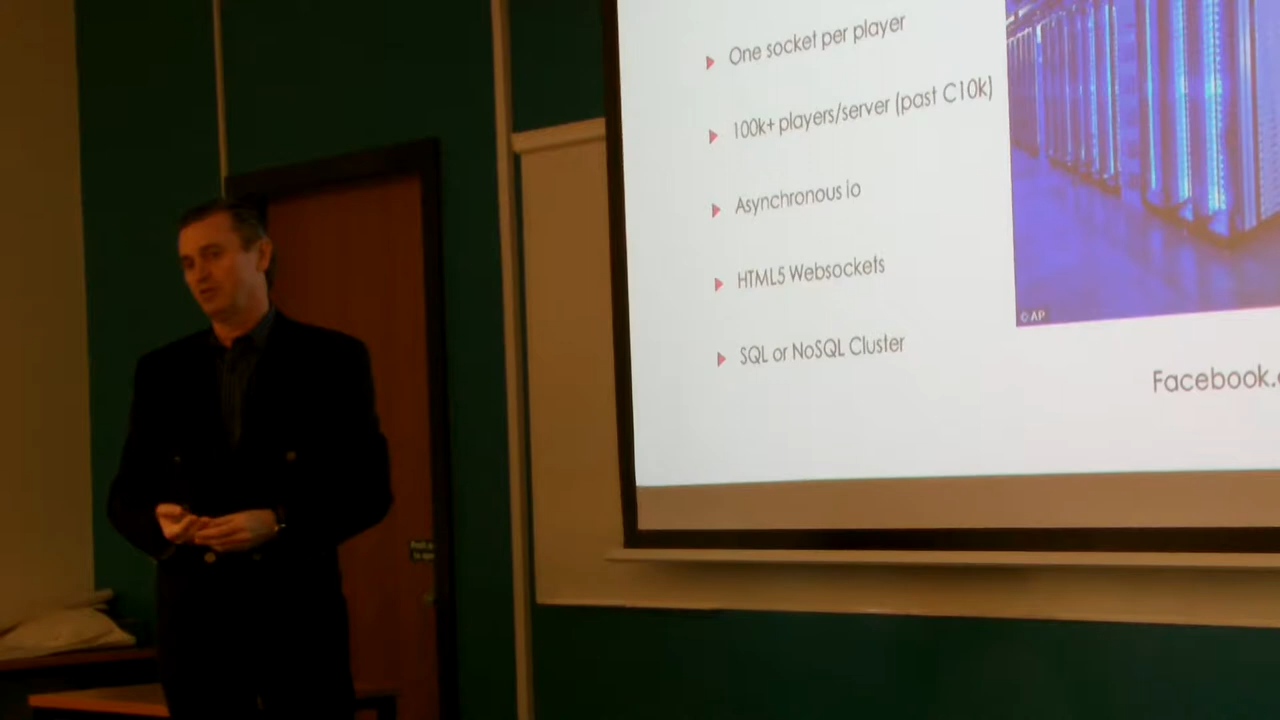 One socket per player
100k+ players/server (past C10k)
Asynchronous io
HTML5 Websockets
SQL or NoSQL Cluster
© AP
Facebook.